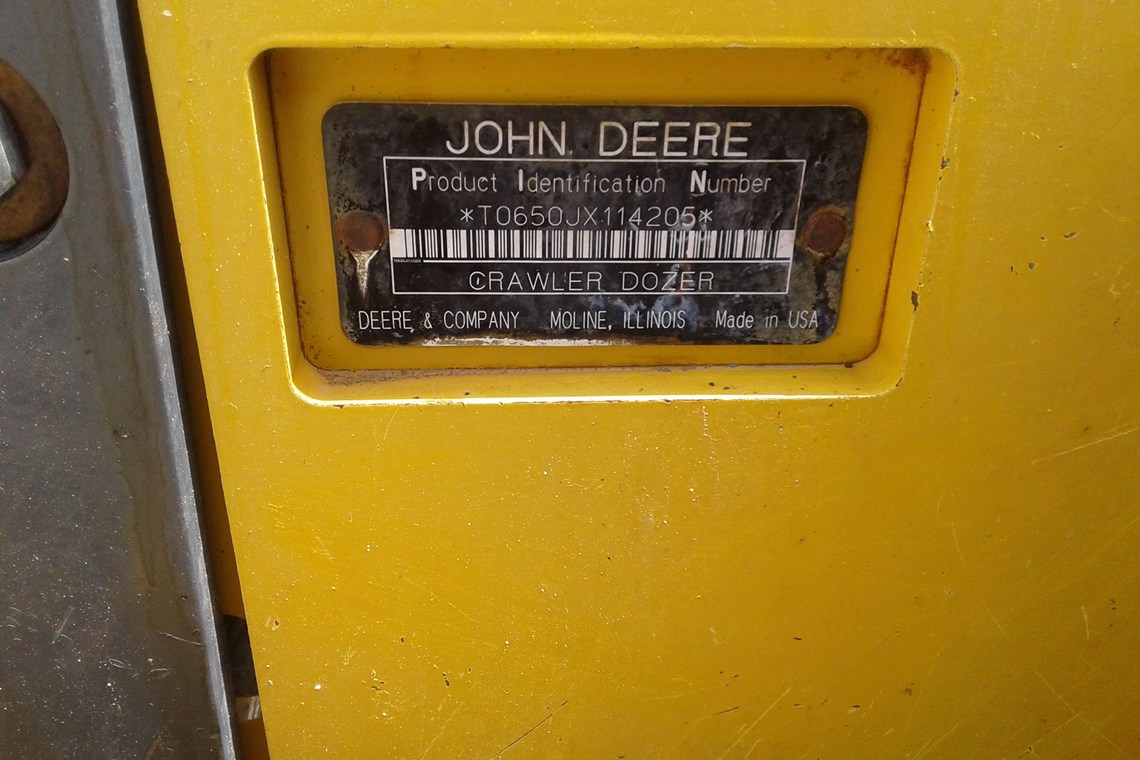 JOHN DEERE
Product Identification Number
*T0650JX114205*
CRAWLER DOZER
DEERE & COMPANY MOLINE, ILLINOIS Made in USA